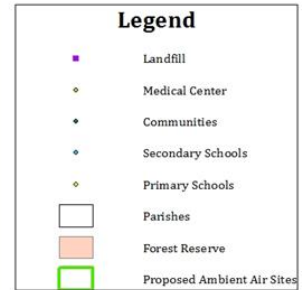 Legend
Landfill
Medical Center
Communities
Secondary Schools
Primary Schools
Parishes
Forest Reserve
Proposed Ambient Air Sites